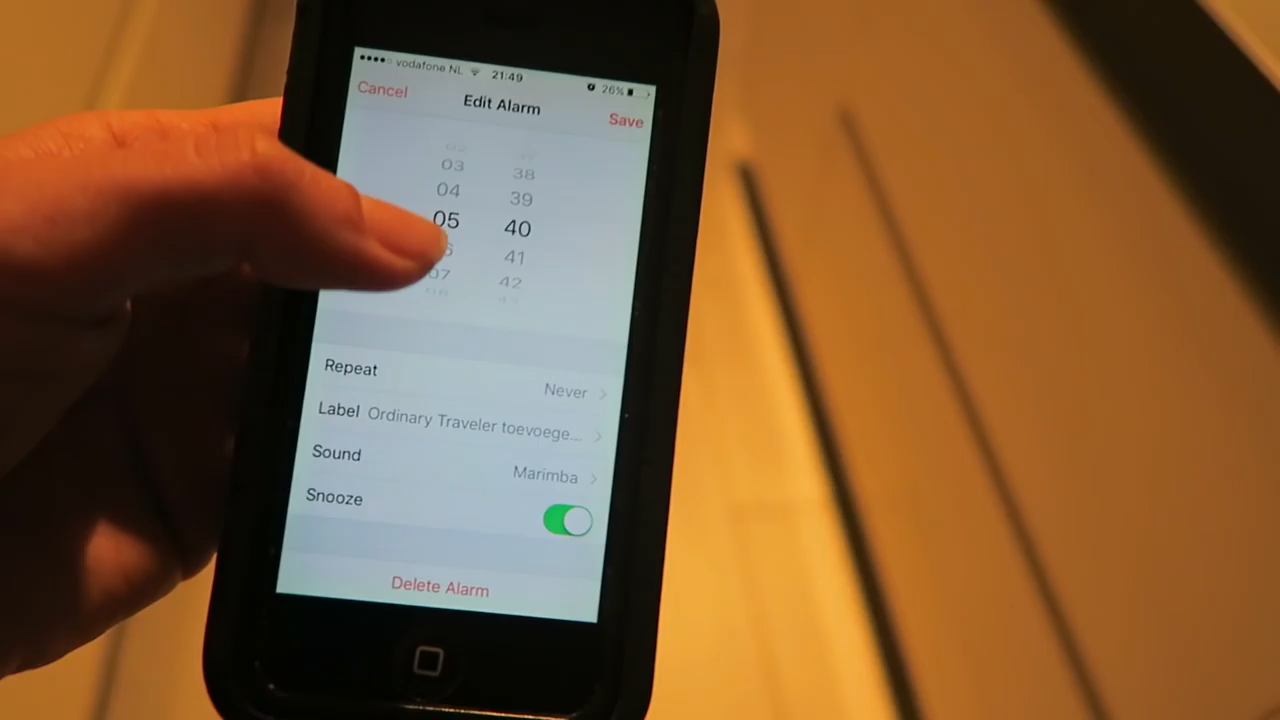 vodafone NL 21:49 26%
Cancel Edit Alarm Save
03 38
04 39
05 40
41
07 42
Repeat Never
Label Ordinary Traveler toevoege...
Sound Marimba
Snooze
Delete Alarm